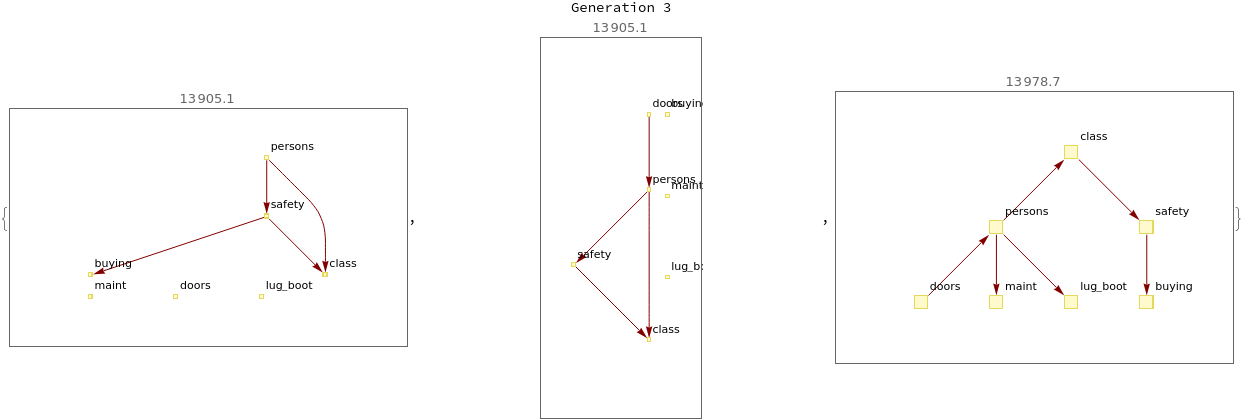 Generation 3
13905.1
persons
safety
buying
class
maint
doors
lug_boot
,
13905.1
doors
buyin
persons
maint
safety
lug_b
class
,
13978.7
class
persons
safety
doors
maint
lug_boot
buying